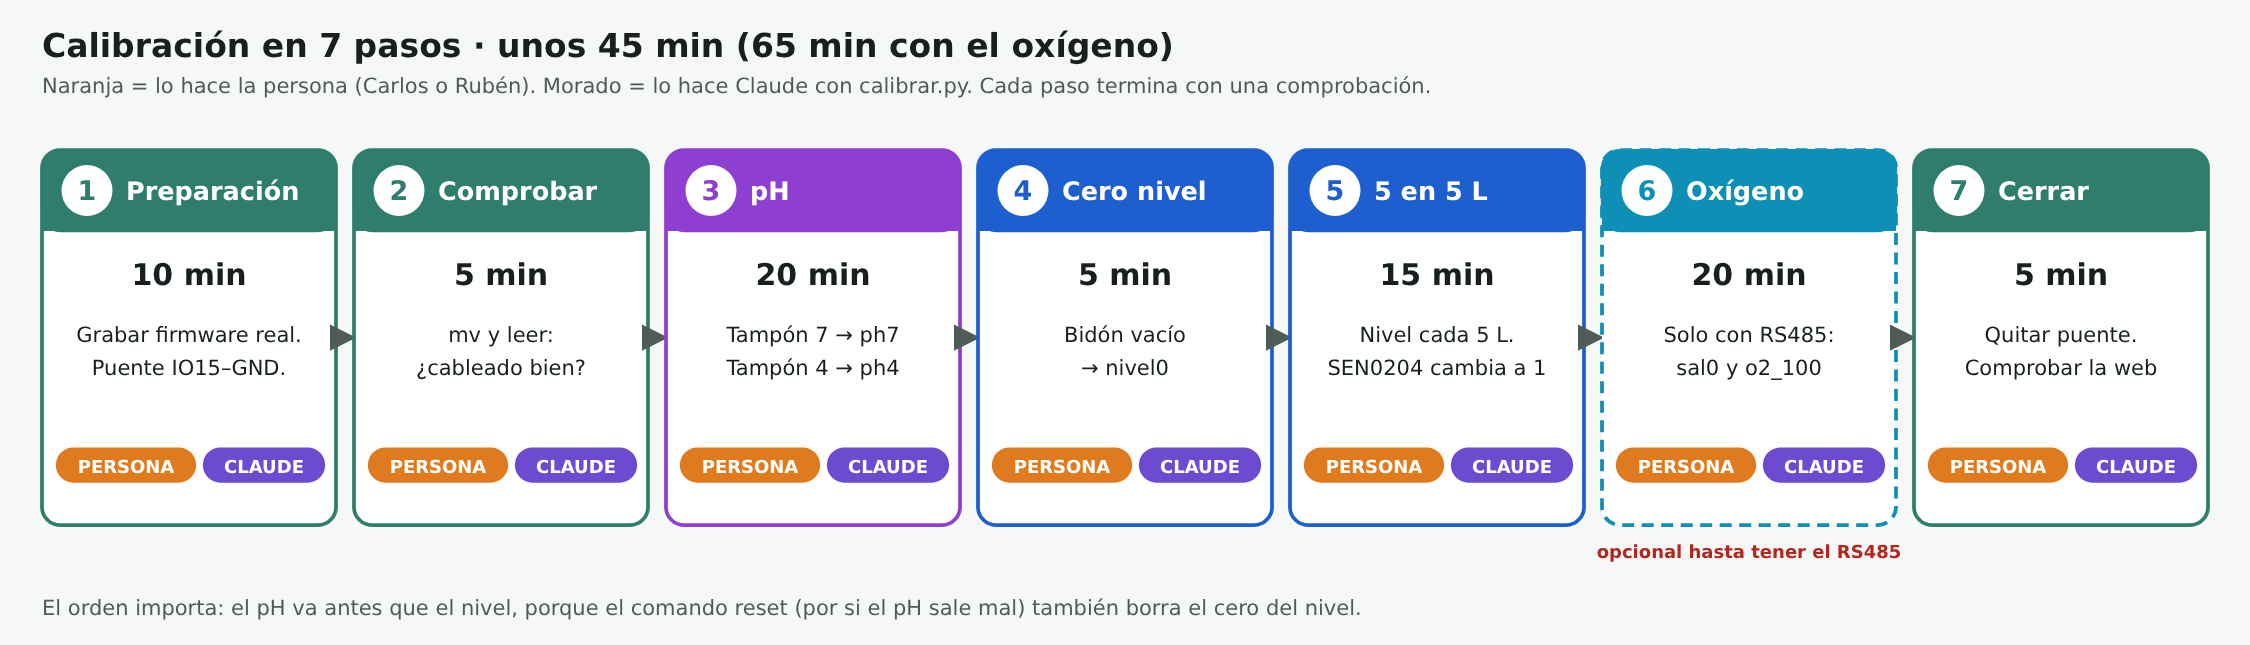 Calibración en 7 pasos · unos 45 min (65 min con el oxígeno)
Naranja = lo hace la persona (Carlos o Rubén). Morado = lo hace Claude con calibrar.py. Cada paso termina con una comprobación.
1 Preparación
10 min
Grabar firmware real.
Puente IO15–GND.
PERSONA CLAUDE
2 Comprobar
5 min
mv y leer:
¿cableado bien?
PERSONA CLAUDE
3 pH
20 min
Tampón 7 → ph7
Tampón 4 → ph4
PERSONA CLAUDE
4 Cero nivel
5 min
Bidón vacío
→ nivel0
PERSONA CLAUDE
5 5 en 5 L
15 min
Nivel cada 5 L.
SEN0204 cambia a 1
PERSONA CLAUDE
6 Oxígeno
20 min
Solo con RS485:
sal0 y o2_100
PERSONA CLAUDE
opcional hasta tener el RS485
7 Cerrar
5 min
Quitar puente.
Comprobar la web
PERSONA CLAUDE
El orden importa: el pH va antes que el nivel, porque el comando reset (por si el pH sale mal) también borra el cero del nivel.